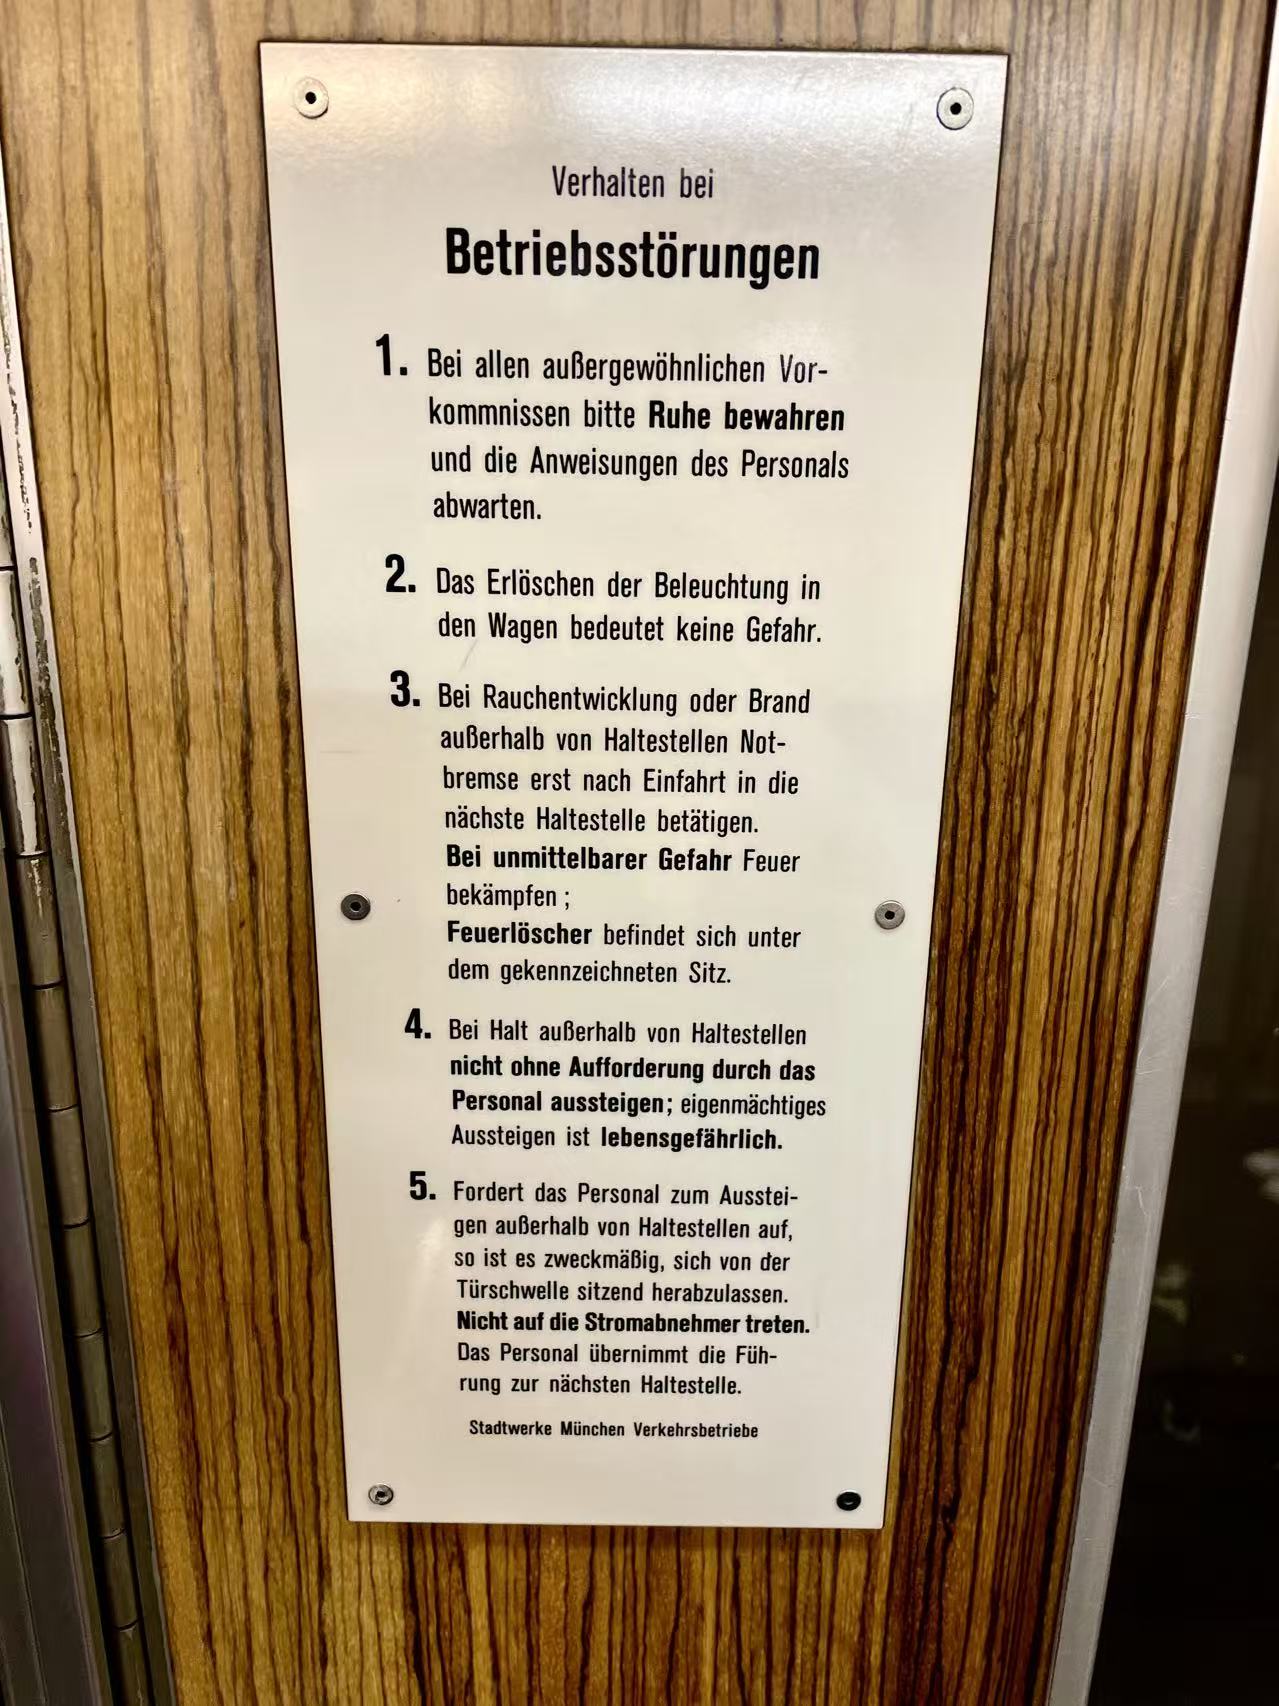 Verhalten bei
Betriebsstörungen
1. Bei allen außergewöhnlichen Vor-
kommnissen bitte Ruhe bewahren
und die Anweisungen des Personals
abwarten.
2. Das Erlöschen der Beleuchtung in
den Wagen bedeutet keine Gefahr.
3. Bei Rauchentwicklung oder Brand
außerhalb von Haltestellen Not-
bremse erst nach Einfahrt in die
nächste Haltestelle betätigen.
Bei unmittelbarer Gefahr Feuer
bekämpfen ;
Feuerlöscher befindet sich unter
dem gekennzeichneten Sitz.
4. Bei Halt außerhalb von Haltestellen
nicht ohne Aufforderung durch das
Personal aussteigen; eigenmächtiges
Aussteigen ist lebensgefährlich.
5. Fordert das Personal zum Ausstei-
gen außerhalb von Haltestellen auf,
so ist es zweckmäßig, sich von der
Türschwelle sitzend herabzulassen.
Nicht auf die Stromabnehmer treten.
Das Personal übernimmt die Füh-
rung zur nächsten Haltestelle.
Stadtwerke München Verkehrsbetriebe